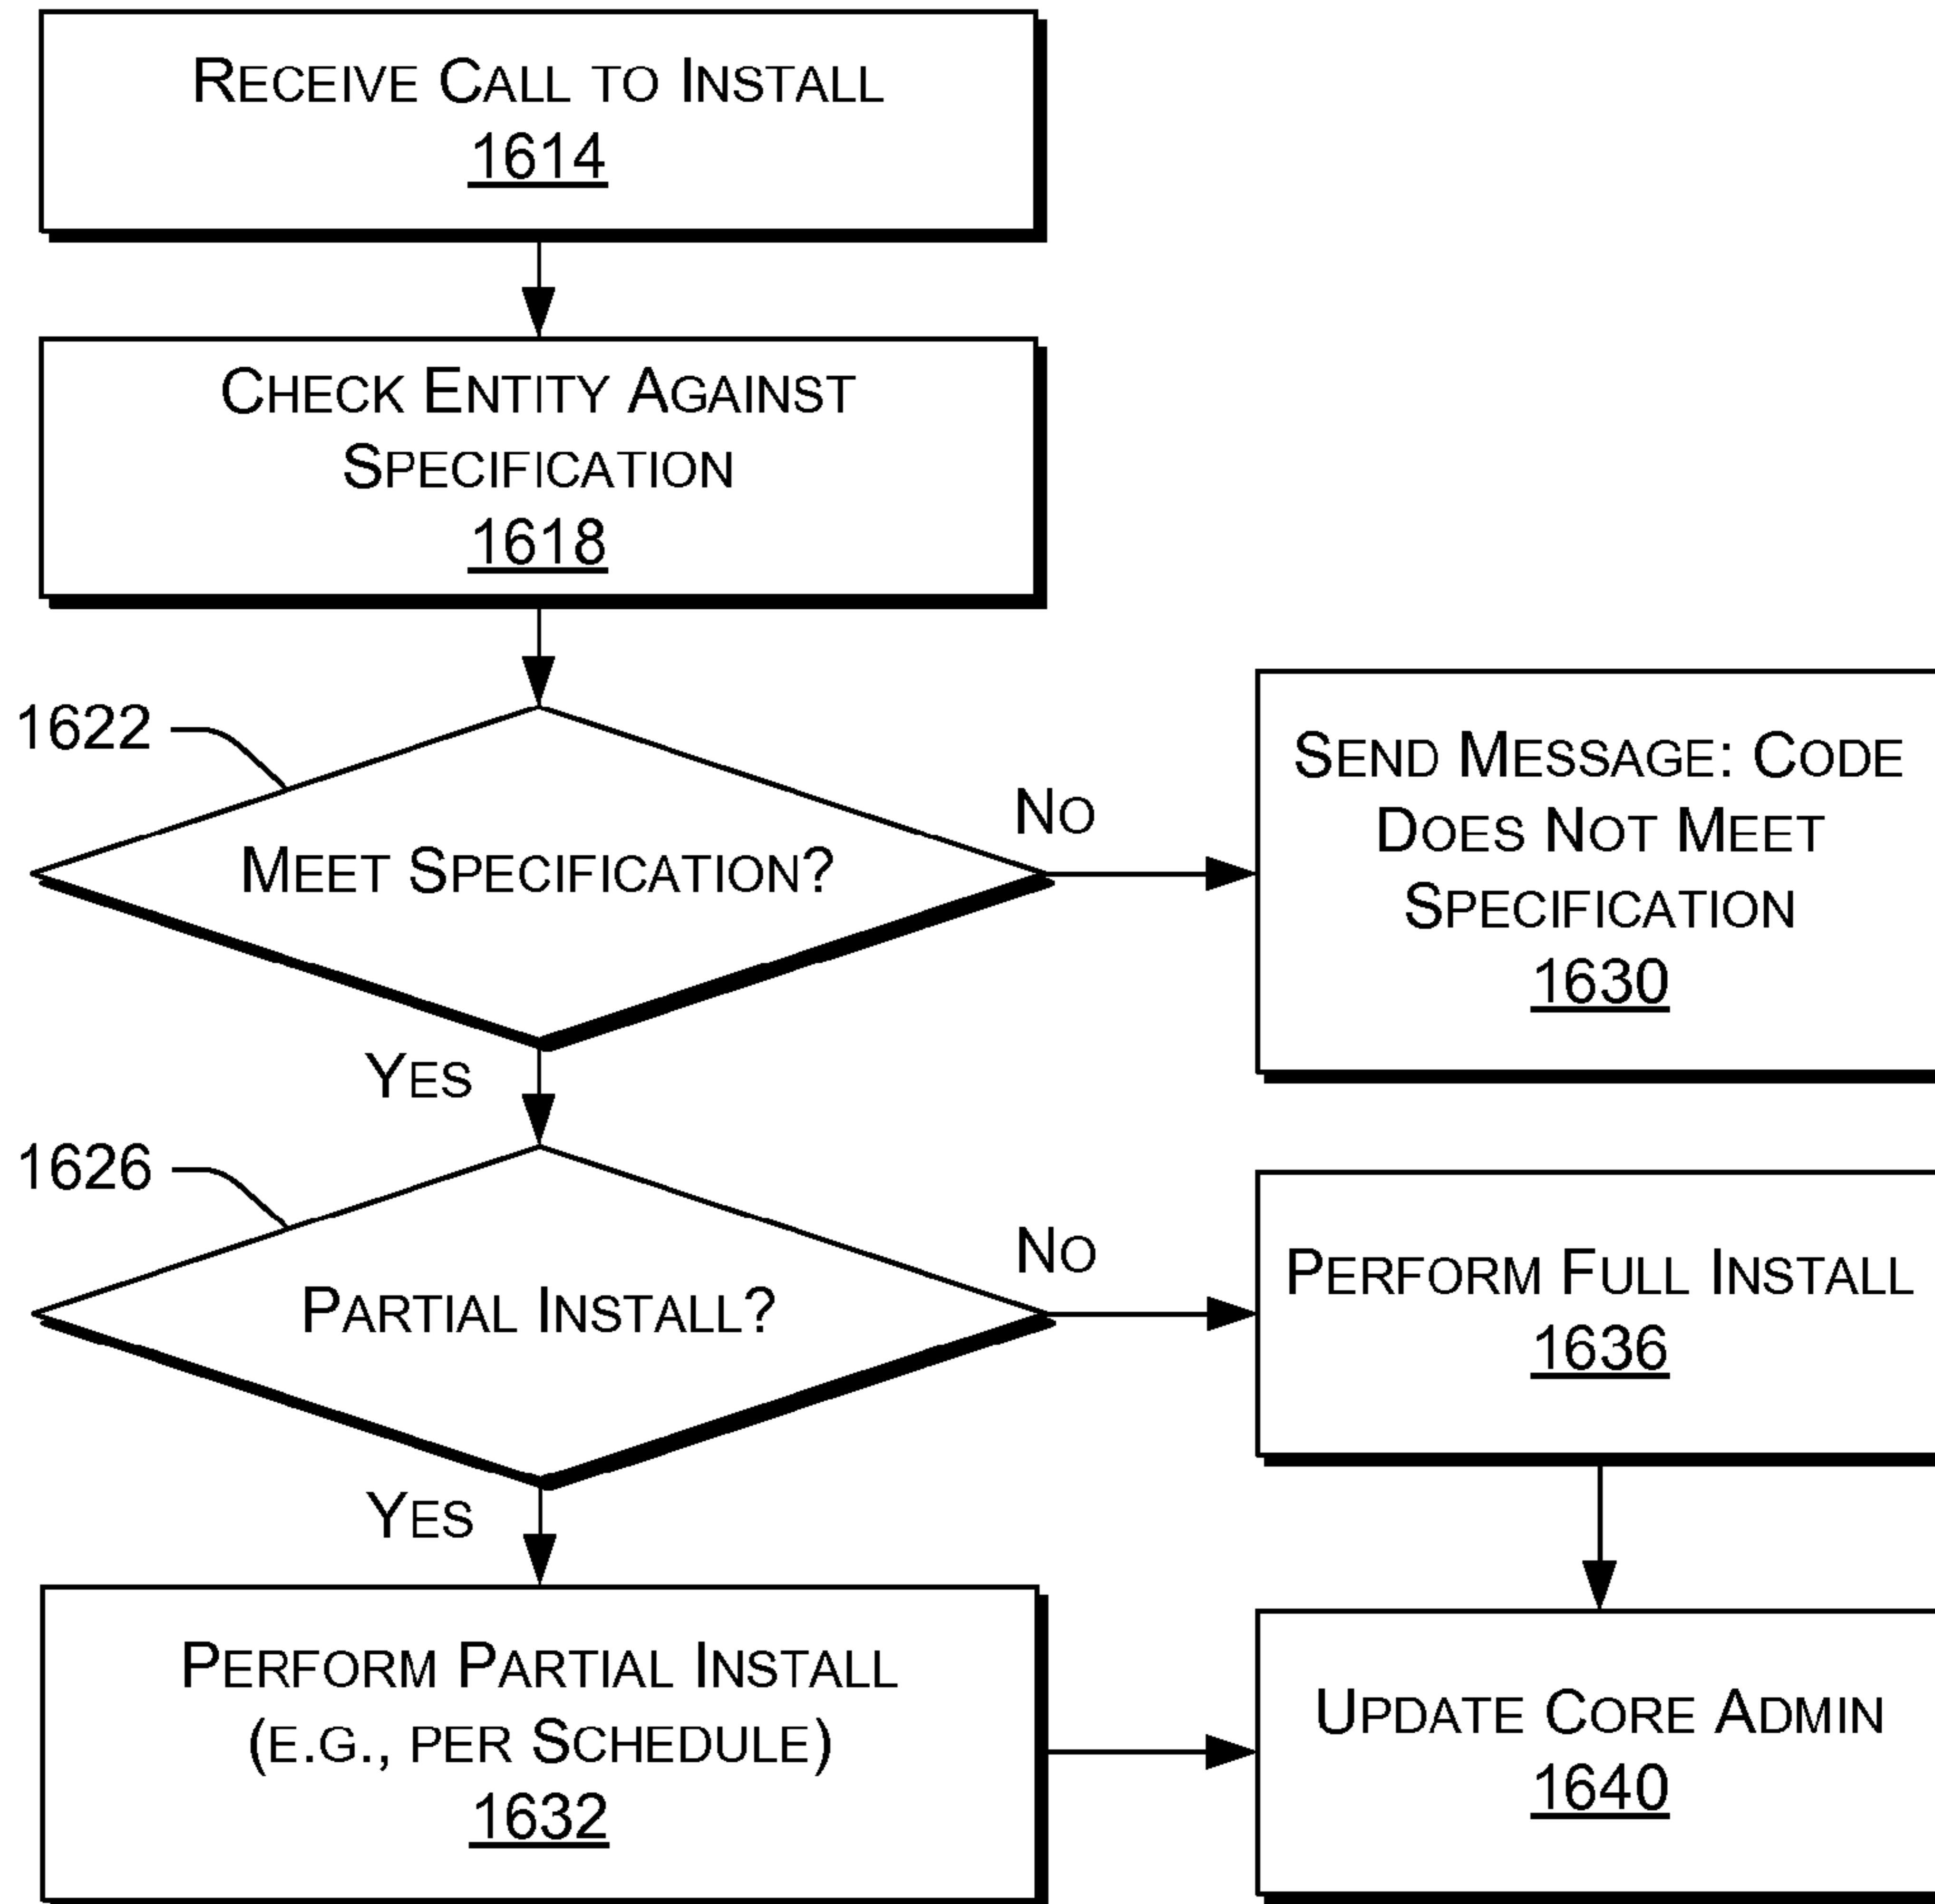 RECEIVE CALL TO INSTALL
1614
CHECK ENTITY AGAINST
SPECIFICATION
1618
1622
MEET SPECIFICATION?
NO
SEND MESSAGE: CODE
DOES NOT MEET
SPECIFICATION
1630
YES
1626
PARTIAL INSTALL?
NO
PERFORM FULL INSTALL
1636
YES
PERFORM PARTIAL INSTALL
(E.G., PER SCHEDULE)
1632
UPDATE CORE ADMIN
1640